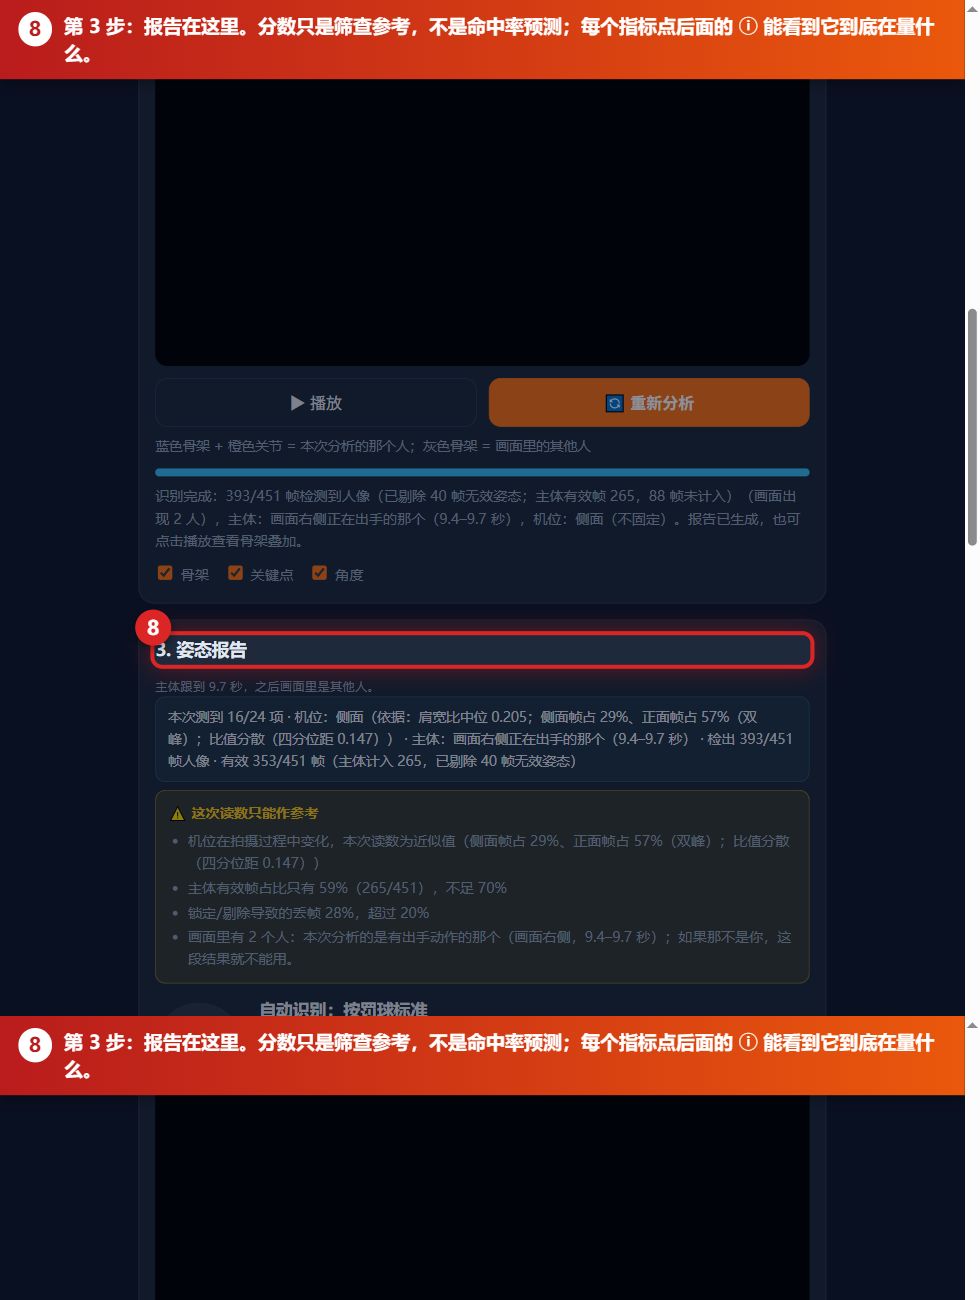 8 第 3 步：报告在这里。分数只是筛查参考，不是命中率预测；每个指标点后面的 ⓘ 能看到它到底在量什
么。
▶ 播放
🔄 重新分析
蓝色骨架 + 橙色关节 = 本次分析的那个人；灰色骨架 = 画面里的其他人
识别完成：393/451 帧检测到人像（已剔除 40 帧无效姿态；主体有效帧 265，88 帧未计入）（画面出
现 2 人），主体：画面右侧正在出手的那个（9.4–9.7 秒），机位：侧面（不固定）。报告已生成，也可
点击播放查看骨架叠加。
骨架 关键点 角度
8
3. 姿态报告
主体跟到 9.7 秒，之后画面里是其他人。
本次测到 16/24 项 · 机位：侧面（依据：肩宽比中位 0.205；侧面帧占 29%、正面帧占 57%（双
峰）；比值分散（四分位距 0.147）） · 主体：画面右侧正在出手的那个（9.4–9.7 秒） · 检出 393/451
帧人像 · 有效 353/451 帧（主体计入 265，已剔除 40 帧无效姿态）
⚠ 这次读数只能作参考
• 机位在拍摄过程中变化，本次读数为近似值（侧面帧占 29%、正面帧占 57%（双峰）；比值分散
（四分位距 0.147））
• 主体有效帧占比只有 59%（265/451），不足 70%
• 锁定/剔除导致的丢帧 28%，超过 20%
• 画面里有 2 个人：本次分析的是有出手动作的那个（画面右侧，9.4–9.7 秒）；如果那不是你，这
段结果就不能用。
自动识别：按罚球标准
8 第 3 步：报告在这里。分数只是筛查参考，不是命中率预测；每个指标点后面的 ⓘ 能看到它到底在量什
么。